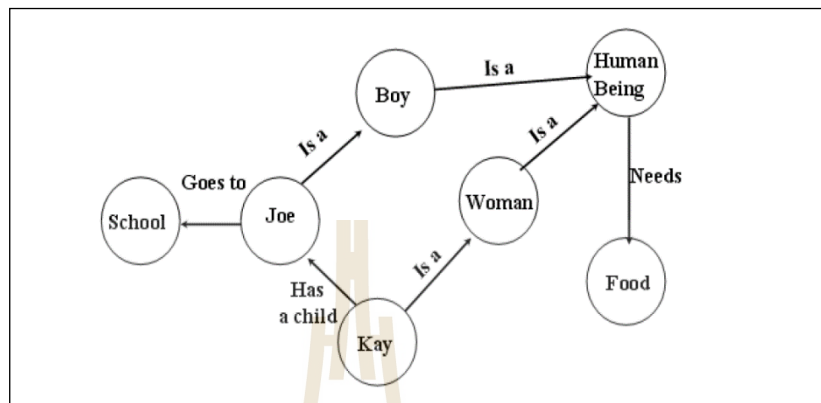 Human
Being
Is a
Boy
Is a
Is a
Needs
Goes to
Woman
School
Joe
Is a
Food
Has
a child
Kay